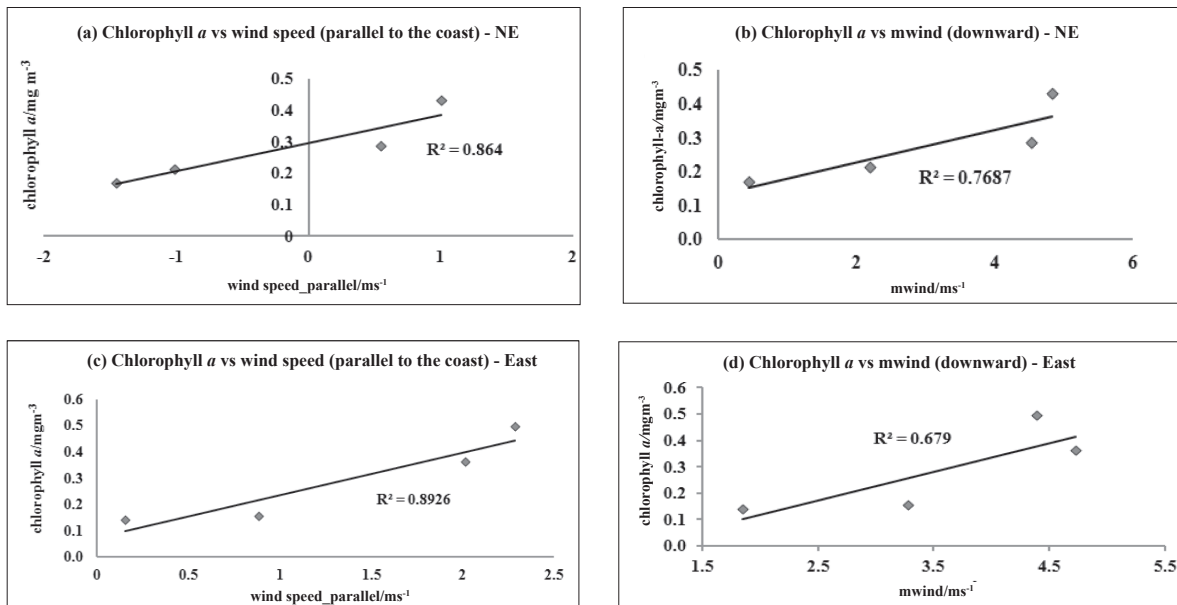 (a) Chlorophyll a vs wind speed (parallel to the coast) - NE
chlorophyll a/mg m-3
0.5
0.4
0.3
0.2
0.1
0
R² = 0.864
-2
-1
0
1
2
wind speed_parallel/ms-1
(b) Chlorophyll a vs mwind (downward) - NE
chlorophyll-a/mgm-3
0.5
0.4
0.3
0.2
0.1
0.0
R² = 0.7687
0
2
4
6
mwind/ms-1
(c) Chlorophyll a vs wind speed (parallel to the coast) - East
chlorophyll a/mgm-3
0.6
0.5
0.4
0.3
0.2
0.1
0.0
R² = 0.8926
0
0.5
1
1.5
2
2.5
wind speed_parallel/ms-1
(d) Chlorophyll a vs mwind (downward) - East
chlorophyll a/mgm-3
0.6
0.5
0.4
0.3
0.2
0.1
0.0
R² = 0.679
1.5
2.5
3.5
4.5
5.5
mwind/ms-1